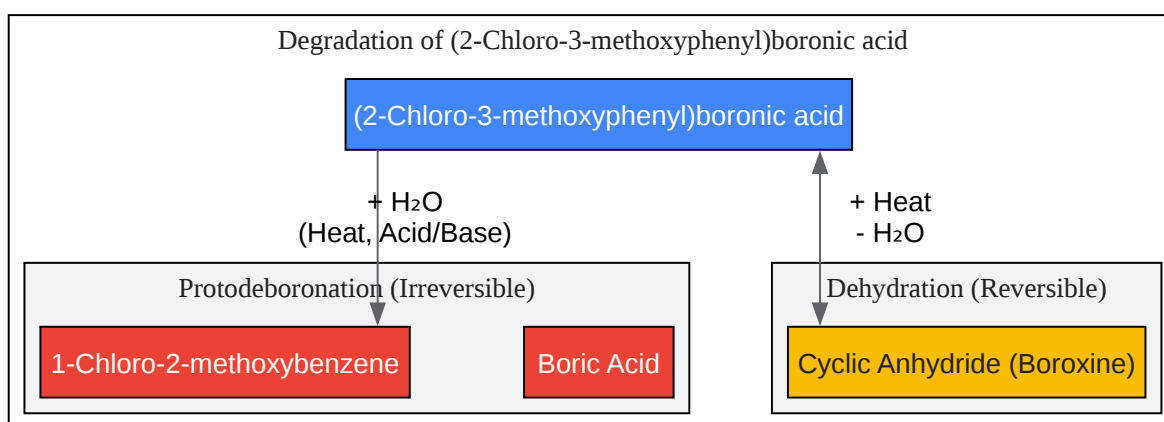 Degradation of (2-Chloro-3-methoxyphenyl)boronic acid
(2-Chloro-3-methoxyphenyl)boronic acid
+ H₂O
(Heat, Acid/Base)
+ Heat
- H₂O
Protodeboronation (Irreversible)
Dehydration (Reversible)
1-Chloro-2-methoxybenzene
Boric Acid
Cyclic Anhydride (Boroxine)